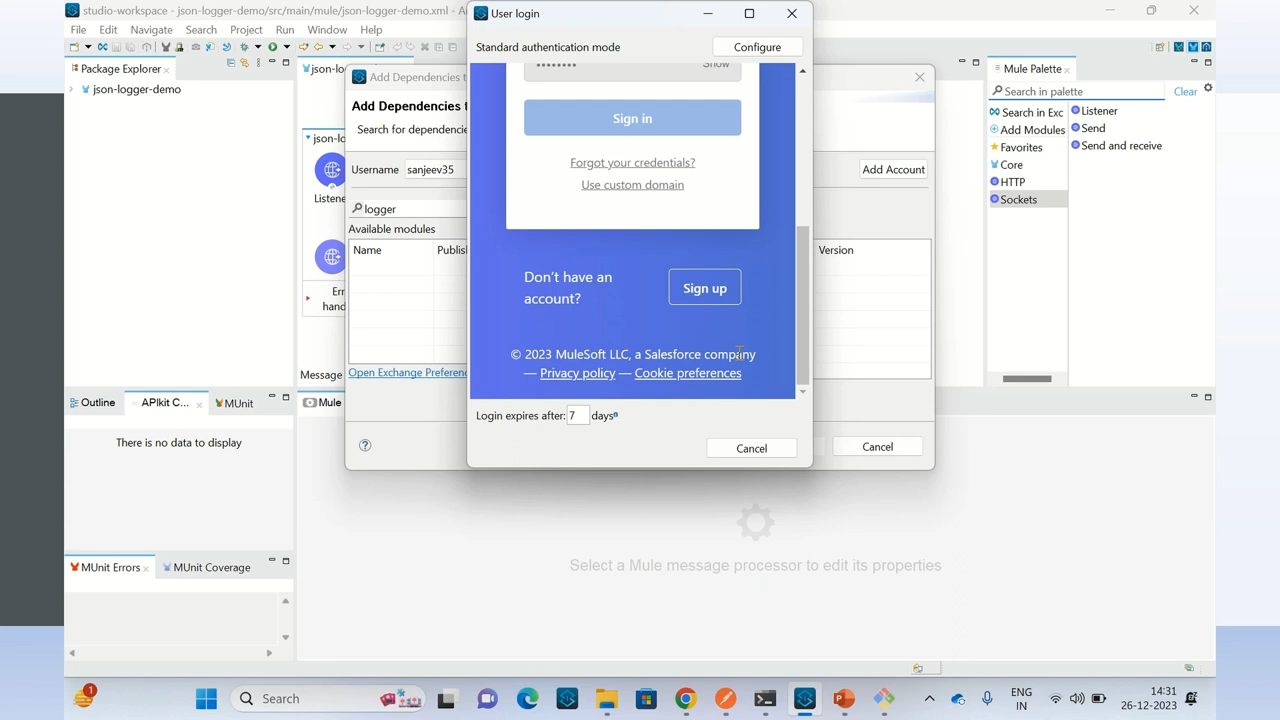 studio-workspace - json-logger-demo/src/main/mule/json-logger-demo.xml -
File Edit Navigate Search Project Run Window Help
Package Explorer
json-logger-demo
Listene
Message
Add Dependencies t
Add Dependencies t
Search for dependencie
Username sanjeev35
Add Account
logger
Available modules
Name Publis
Version
Open Exchange Preferenc
Cancel
User login
Standard authentication mode
Configure
Show
Sign in
Forgot your credentials?
Use custom domain
Don't have an
account?
Sign up
© 2023 MuleSoft LLC, a Salesforce company
— Privacy policy — Cookie preferences
Login expires after: 7 days
Cancel
Mule Palette
Search in palette
Clear
Search in Exc
Add Modules
Favorites
Core
HTTP
Sockets
Listener
Send
Send and receive
Outline APIkit C... MUnit
There is no data to display
MUnit Errors MUnit Coverage
Mule
Select a Mule message processor to edit its properties
1
Search
ENG
IN
14:31
26-12-2023